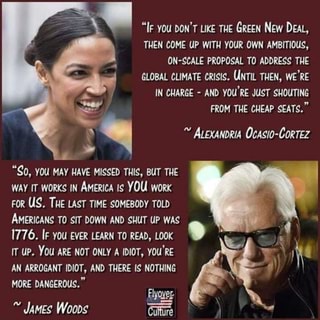 "If you don't like the Green New Deal,
then come up with your own ambitious,
on-scale proposal to address the
global climate crisis. Until then, we're
in charge - and you're just shouting
from the cheap seats."
~ Alexandria Ocasio-Cortez
"So, you may have missed this, but the
way it works in America is YOU work
for US. The last time somebody told
Americans to sit down and shut up was
1776. If you ever learn to read, look
it up. You are not only a idiot, you're
an arrogant idiot, and there is nothing
more dangerous."
~ James Woods
Flyover
Culture